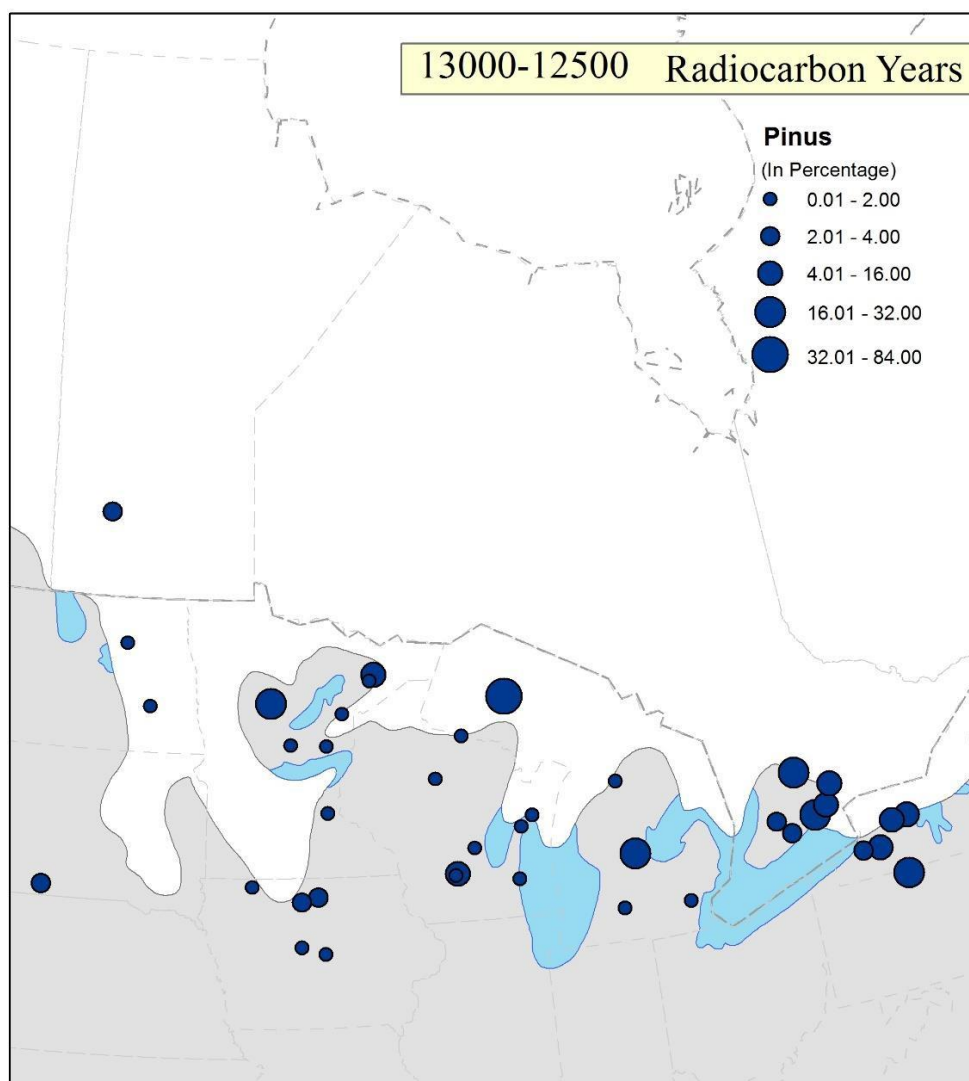 13000-12500 Radiocarbon Years
Pinus
(In Percentage)
0.01 - 2.00
2.01 - 4.00
4.01 - 16.00
16.01 - 32.00
32.01 - 84.00